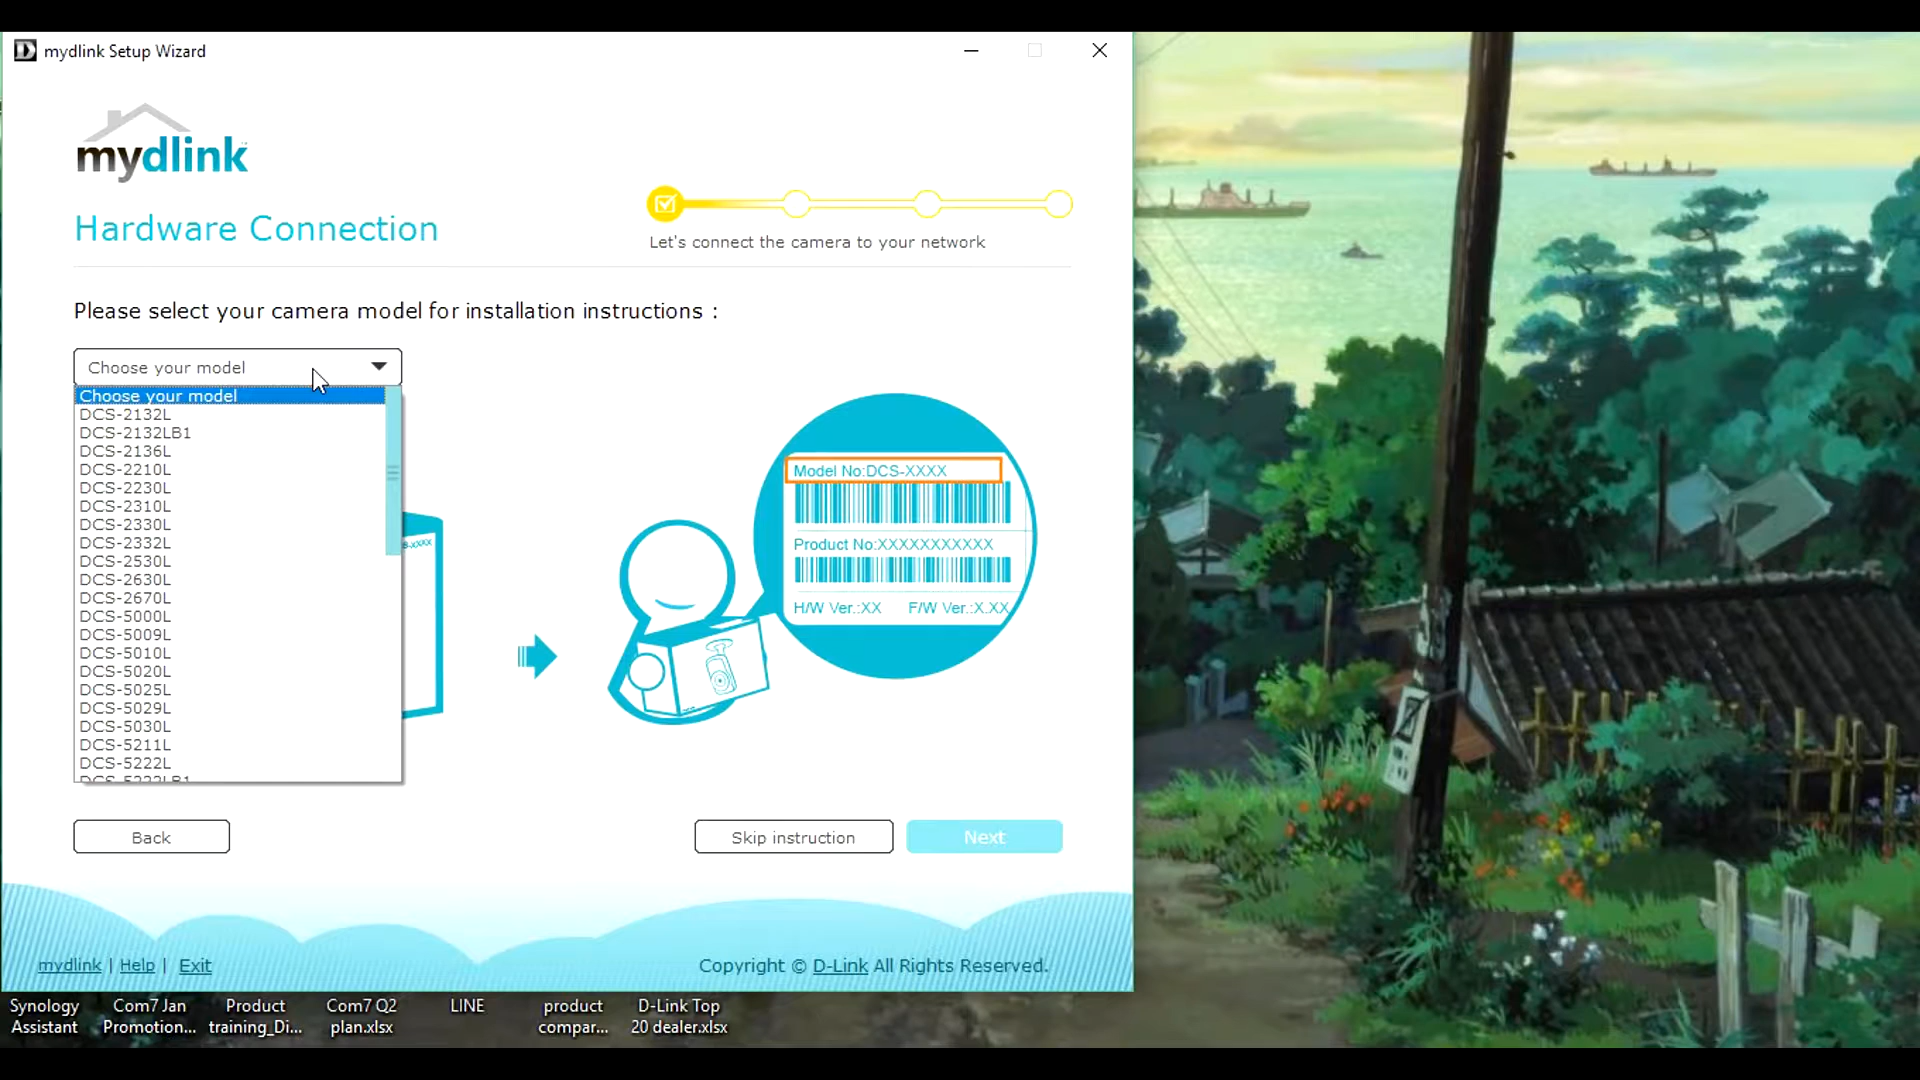 mydlink Setup Wizard
mydlink
Hardware Connection
Let's connect the camera to your network
Please select your camera model for installation instructions :
Choose your model
Choose your model
DCS-2132L
DCS-2132LB1
DCS-2136L
DCS-2210L
DCS-2230L
DCS-2310L
DCS-2330L
DCS-2332L
DCS-2530L
DCS-2630L
DCS-2670L
DCS-5000L
DCS-5009L
DCS-5010L
DCS-5020L
DCS-5025L
DCS-5029L
DCS-5030L
DCS-5211L
DCS-5222L
DCS-5222LB1
Model No:DCS-XXXX
Product No:XXXXXXXXXXX
H/W Ver.:XX F/W Ver.:X.XX
Back
Skip instruction
Next
mydlink | Help | Exit
Copyright © D-Link All Rights Reserved.
Synology
Assistant
Com7 Jan
Promotion...
Product
training_Di...
Com7 Q2
plan.xlsx
LINE
product
compar...
D-Link Top
20 dealer.xlsx